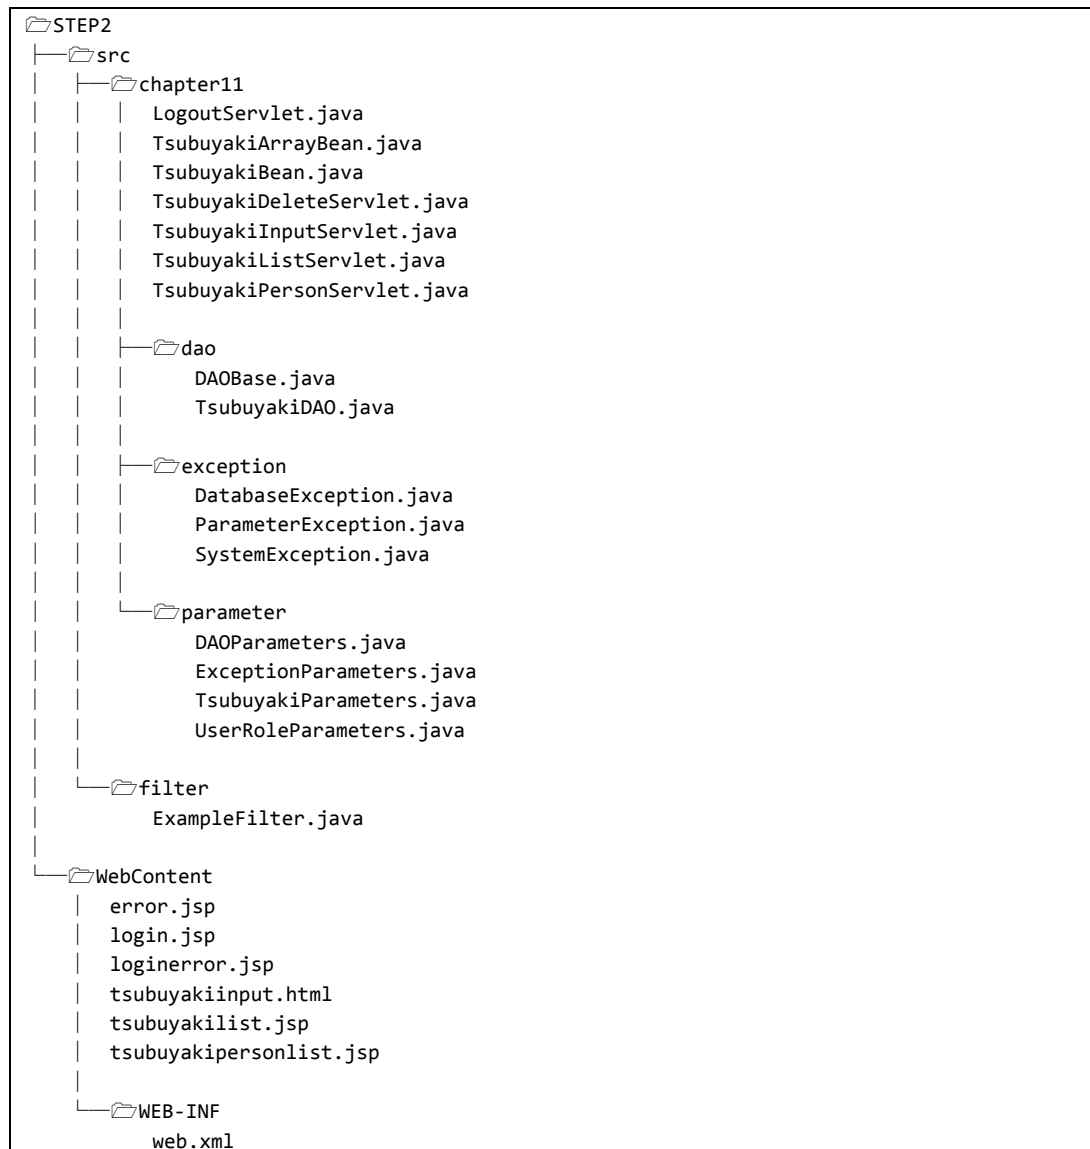 STEP2
src
chapter11
LogoutServlet.java
TsubuyakiArrayBean.java
TsubuyakiBean.java
TsubuyakiDeleteServlet.java
TsubuyakiInputServlet.java
TsubuyakiListServlet.java
TsubuyakiPersonServlet.java
dao
DAOBase.java
TsubuyakiDAO.java
exception
DatabaseException.java
ParameterException.java
SystemException.java
parameter
DAOParameters.java
ExceptionParameters.java
TsubuyakiParameters.java
UserRoleParameters.java
filter
ExampleFilter.java
WebContent
error.jsp
login.jsp
loginerror.jsp
tsubuyakiinput.html
tsubuyakilist.jsp
tsubuyakipersonlist.jsp
WEB-INF
web.xml